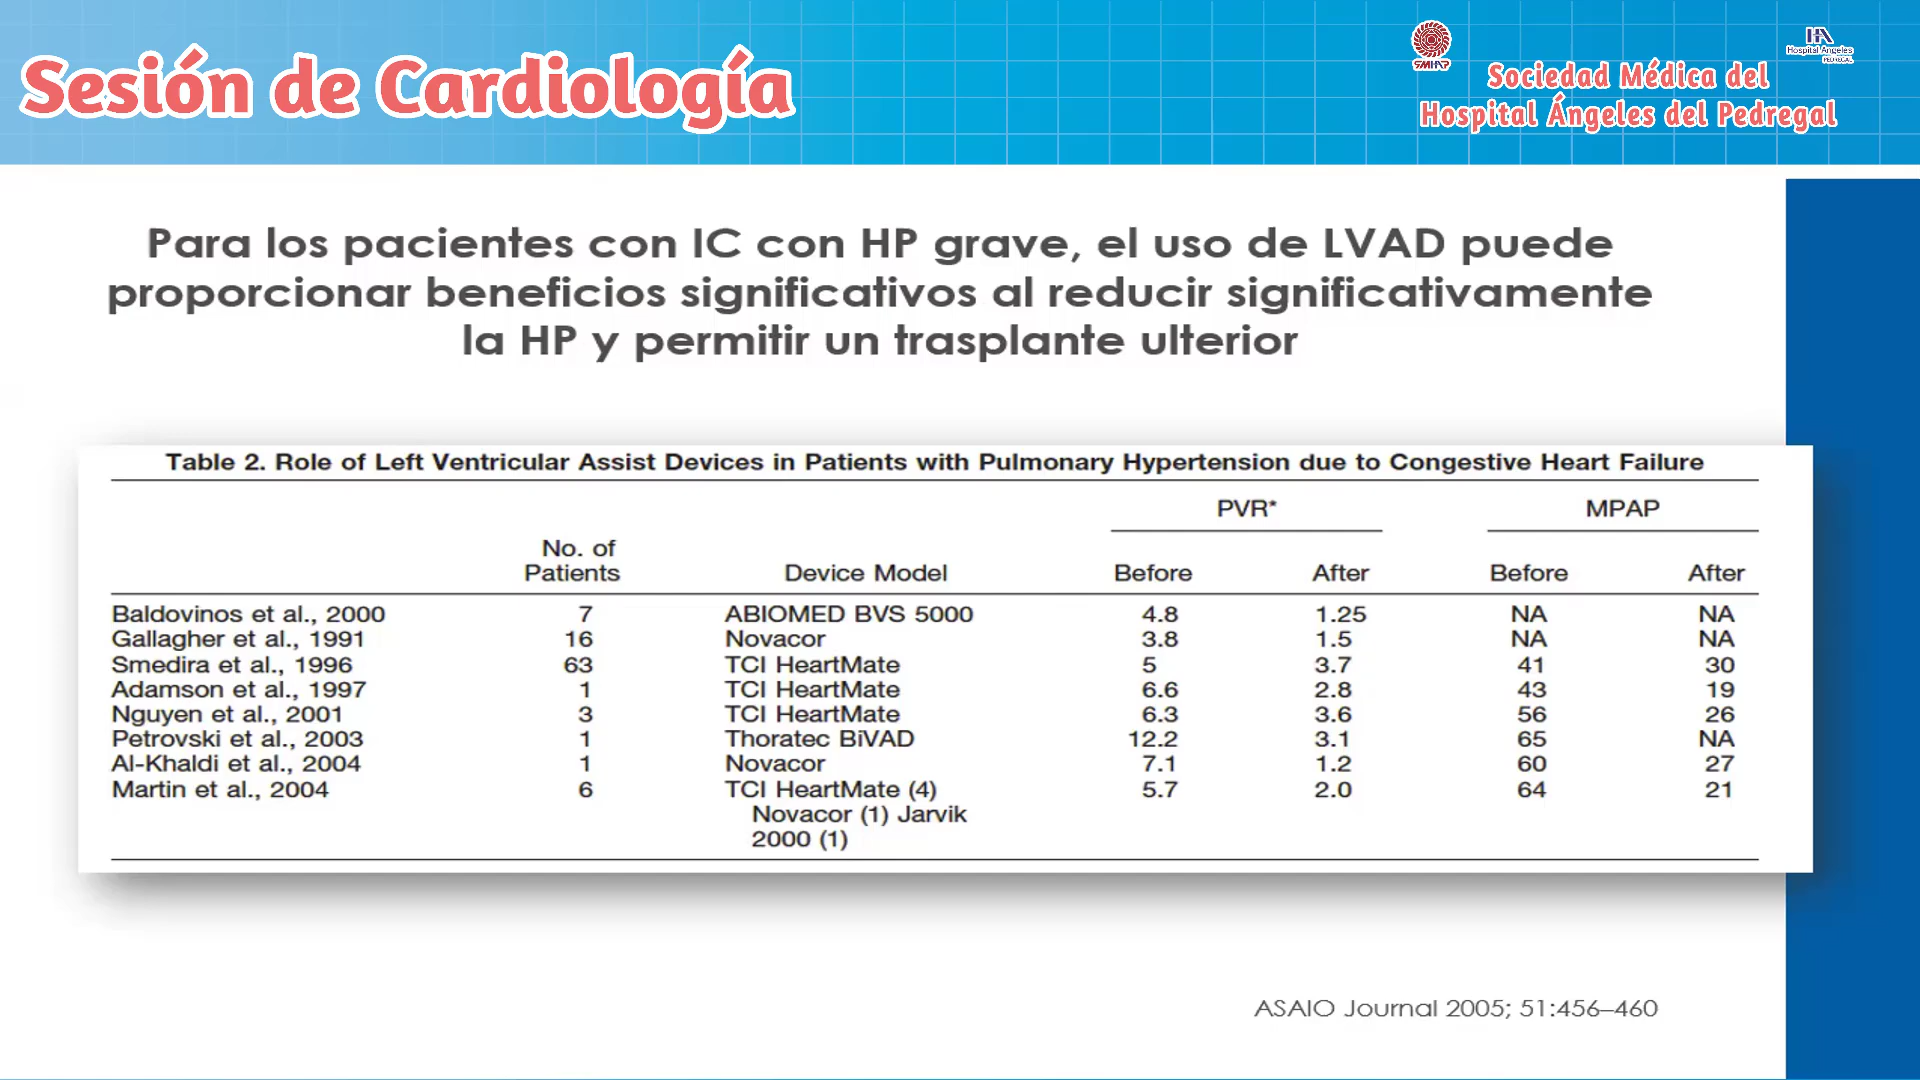 Sesión de Cardiología
SMHAP
Hospital Angeles
PEDREGAL
Sociedad Médica del
Hospital Ángeles del Pedregal
Para los pacientes con IC con HP grave, el uso de LVAD puede
proporcionar beneficios significativos al reducir significativamente
la HP y permitir un trasplante ulterior
Table 2. Role of Left Ventricular Assist Devices in Patients with Pulmonary Hypertension due to Congestive Heart Failure
PVR* MPAP
No. of
Patients Device Model Before After Before After
Baldovinos et al., 2000 7 ABIOMED BVS 5000 4.8 1.25 NA NA
Gallagher et al., 1991 16 Novacor 3.8 1.5 NA NA
Smedira et al., 1996 63 TCI HeartMate 5 3.7 41 30
Adamson et al., 1997 1 TCI HeartMate 6.6 2.8 43 19
Nguyen et al., 2001 3 TCI HeartMate 6.3 3.6 56 26
Petrovski et al., 2003 1 Thoratec BiVAD 12.2 3.1 65 NA
Al-Khaldi et al., 2004 1 Novacor 7.1 1.2 60 27
Martin et al., 2004 6 TCI HeartMate (4) 5.7 2.0 64 21
Novacor (1) Jarvik
2000 (1)
ASAIO Journal 2005; 51:456–460